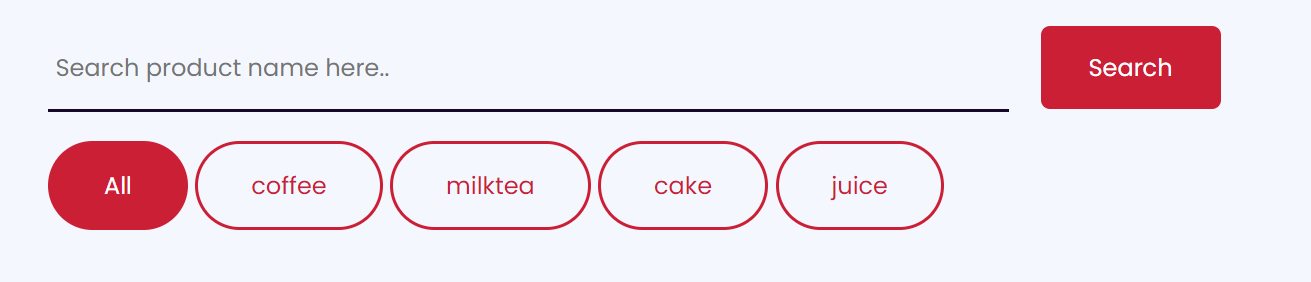 Search product name here..
Search
All coffee milktea cake juice